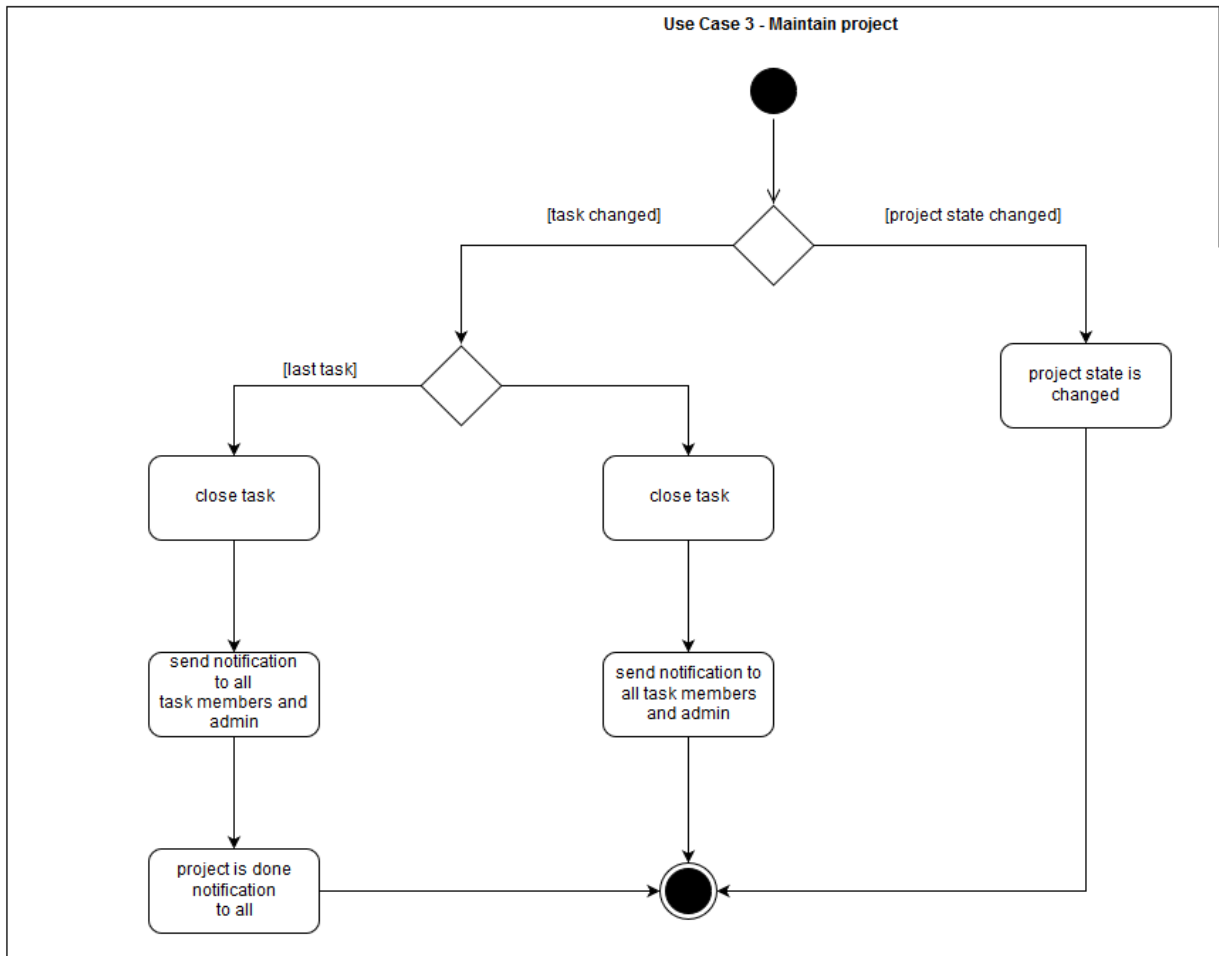 Use Case 3 - Maintain project
[task changed]
[project state changed]
[last task]
project state is
changed
close task
close task
send notification
to all
task members and
admin
send notification to
all task members
and admin
project is done
notification
to all